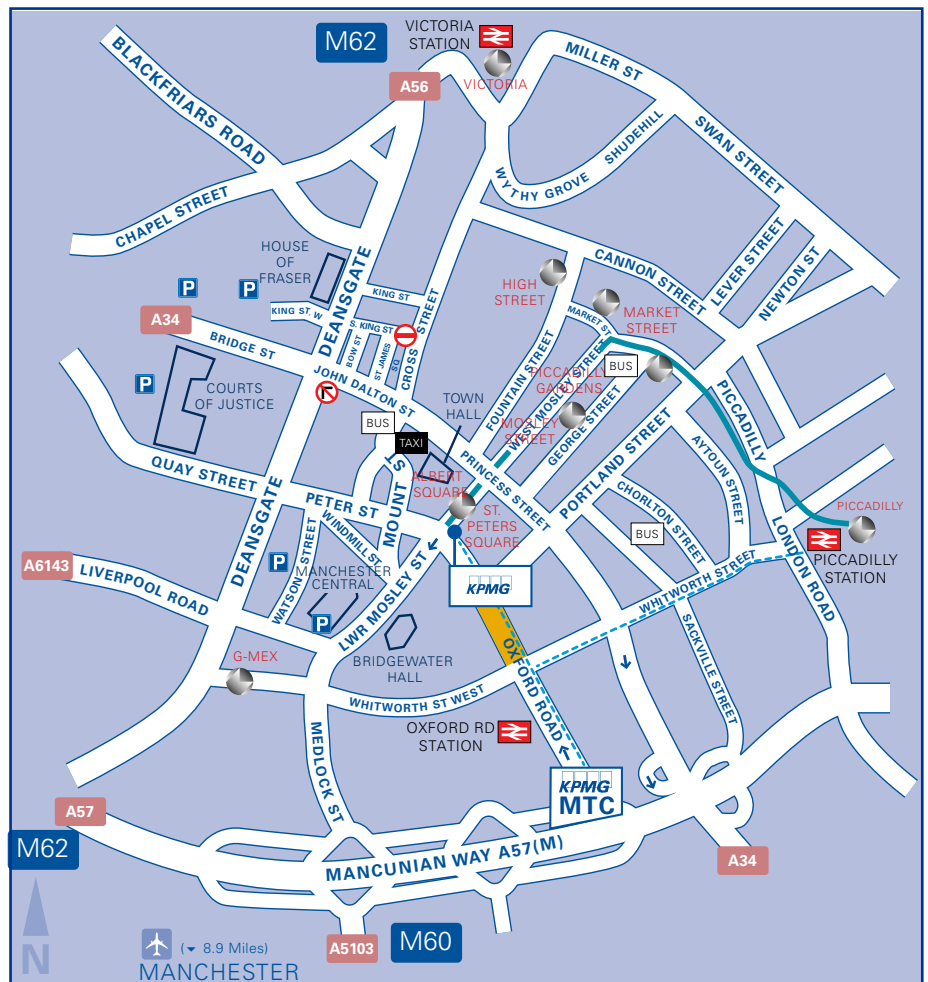 VICTORIA
STATION
M62
MILLER ST
BLACKFRIARS ROAD
A56
VICTORIA
SHUDEHILL
SWAN STREET
WYTHY GROVE
CHAPEL STREET
HOUSE
OF
FRASER
CANNON STREET
LEVER STREET
NEWTON ST
HIGH
STREET
P
P
KING ST
KING ST. W
DEANSGATE
MARKET ST
MARKET
STREET
A34
BRIDGE ST
S. KING ST
CROSS STREET
BOW ST
ST JAMES
SQ
FOUNTAIN STREET
WEST MOSLEY STREET
BUS
PICCADILLY
GARDENS
P
COURTS
OF JUSTICE
JOHN DALTON ST
TOWN
HALL
GEORGE STREET
PICCADILLY
BUS
TAXI
MOSLEY
STREET
PORTLAND STREET
AYTOUN STREET
QUAY STREET
PRINCESS STREET
ALBERT
SQUARE
CHORLTON STREET
PETER ST
MOUNT ST
ST.
PETERS
SQUARE
PICCADILLY
DEANSGATE
WINDMILL ST
BUS
LONDON ROAD
PICCADILLY
STATION
A6143
LIVERPOOL ROAD
WATSON STREET
P
MANCHESTER
CENTRAL
P
LWR MOSLEY ST
KPMG
WHITWORTH STREET
SACKVILLE STREET
G-MEX
BRIDGEWATER
HALL
OXFORD ROAD
WHITWORTH ST WEST
OXFORD RD
STATION
MEDLOCK ST
KPMG
MTC
A57
M62
MANCUNIAN WAY A57(M)
A34
N
A5103
M60
(8.9 Miles)
MANCHESTER